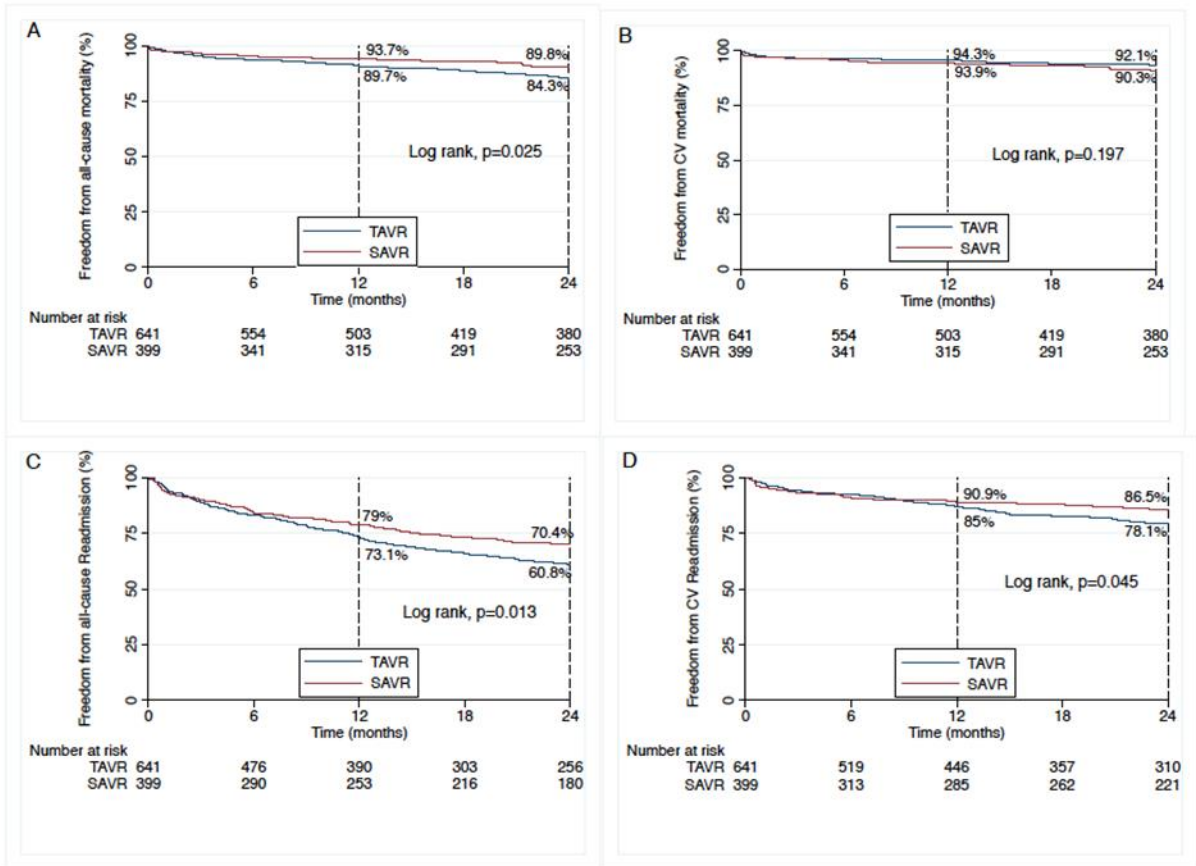 A
Freedom from all-cause mortality (%)
100
75
50
25
0
93.7%
89.7%
89.8%
84.3%
Log rank, p=0.025
TAVR
SAVR
0 6 12 18 24
Time (months)
Number at risk
TAVR 641 554 503 419 380
SAVR 399 341 315 291 253
B
Freedom from CV mortality (%)
100
75
50
25
0
94.3%
93.9%
92.1%
90.3%
Log rank, p=0.197
TAVR
SAVR
0 6 12 18 24
Time (months)
Number at risk
TAVR 641 554 503 419 380
SAVR 399 341 315 291 253
C
Freedom from all-cause Readmission (%)
100
75
50
25
0
79%
73.1%
70.4%
60.8%
Log rank, p=0.013
TAVR
SAVR
0 6 12 18 24
Time (months)
Number at risk
TAVR 641 476 390 303 256
SAVR 399 290 253 216 180
D
Freedom from CV Readmission (%)
100
75
50
25
0
90.9%
85%
86.5%
78.1%
Log rank, p=0.045
TAVR
SAVR
0 6 12 18 24
Time (months)
Number at risk
TAVR 641 519 446 357 310
SAVR 399 313 285 262 221